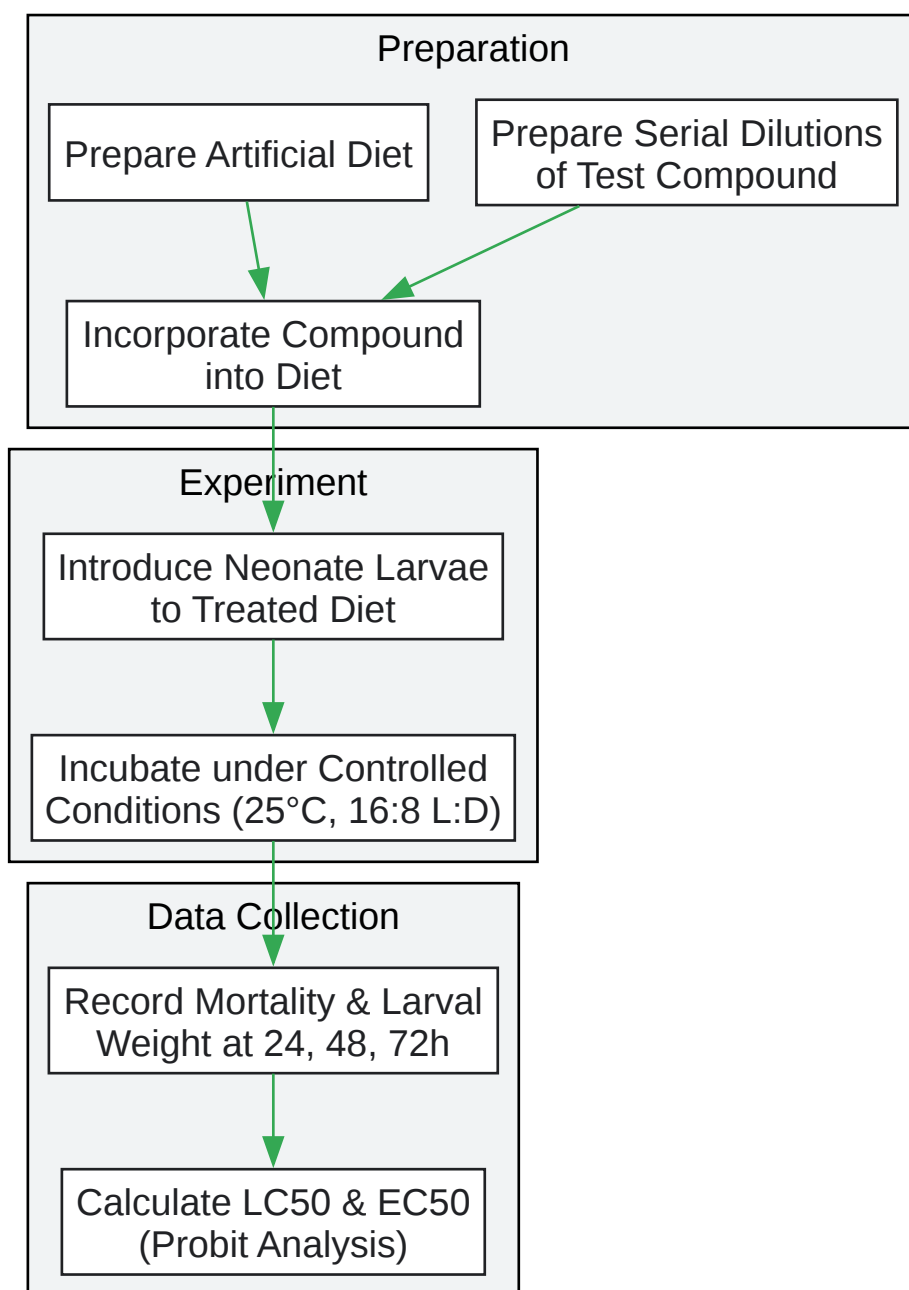 Preparation
Prepare Artificial Diet
Prepare Serial Dilutions
of Test Compound
Incorporate Compound
into Diet
Experiment
Introduce Neonate Larvae
to Treated Diet
Incubate under Controlled
Conditions (25°C, 16:8 L:D)
Data Collection
Record Mortality & Larval
Weight at 24, 48, 72h
Calculate LC50 & EC50
(Probit Analysis)